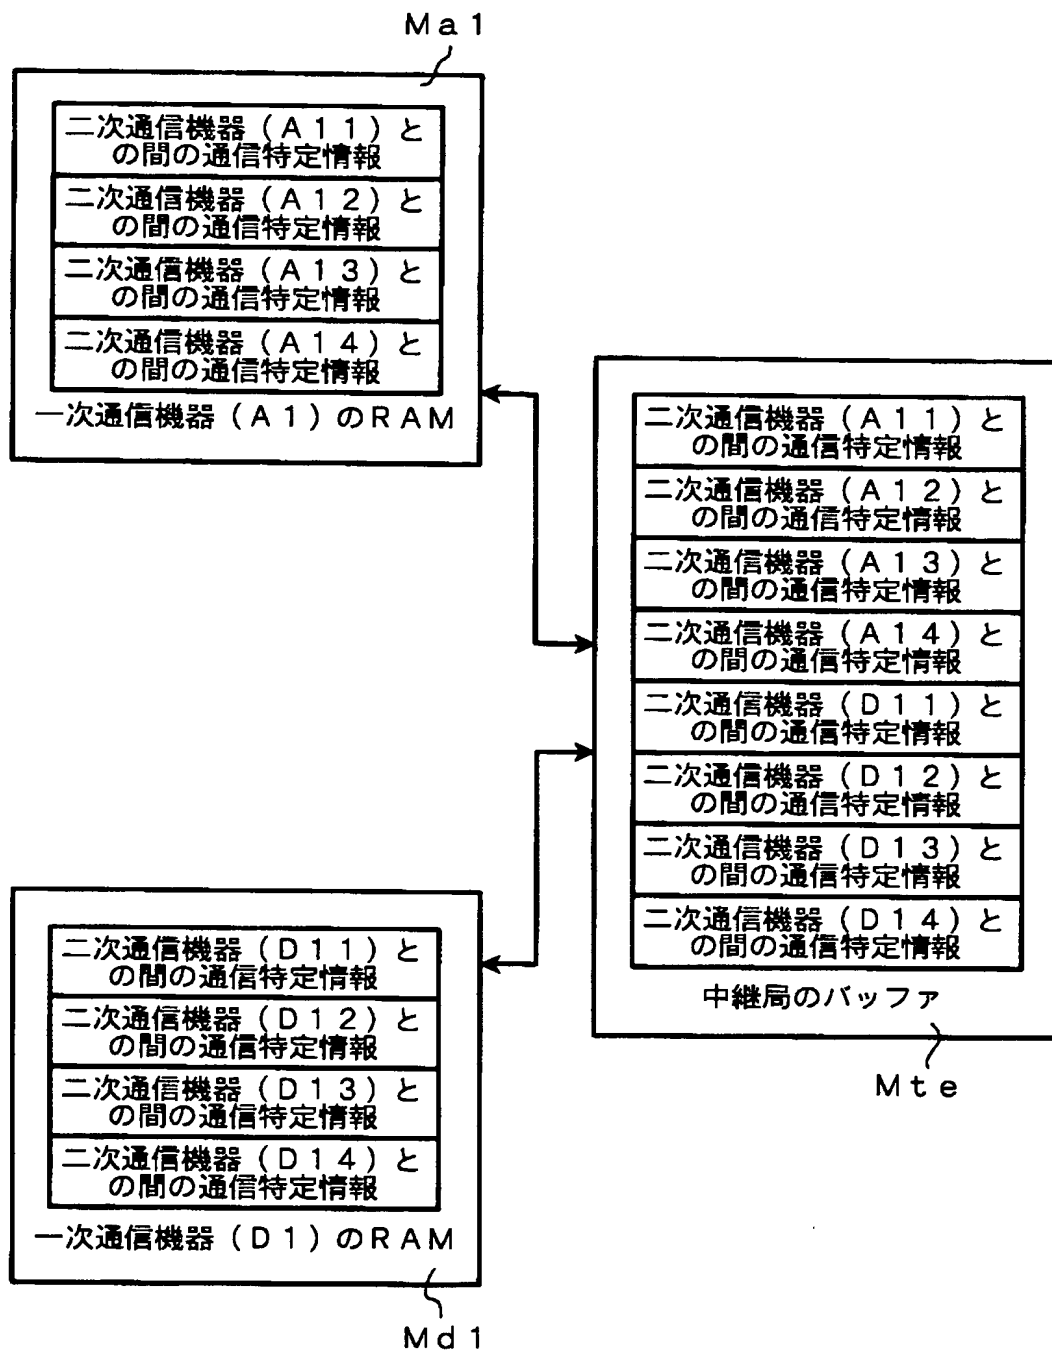 Ma1
二次通信機器(A11)と
の間の通信特定情報
二次通信機器(A12)と
の間の通信特定情報
二次通信機器(A13)と
の間の通信特定情報
二次通信機器(A14)と
の間の通信特定情報
一次通信機器(A1)のRAM
二次通信機器(A11)と
の間の通信特定情報
二次通信機器(A12)と
の間の通信特定情報
二次通信機器(A13)と
の間の通信特定情報
二次通信機器(A14)と
の間の通信特定情報
二次通信機器(D11)と
の間の通信特定情報
二次通信機器(D12)と
の間の通信特定情報
二次通信機器(D13)と
の間の通信特定情報
二次通信機器(D14)と
の間の通信特定情報
中継局のバッファ
Mte
二次通信機器(D11)と
の間の通信特定情報
二次通信機器(D12)と
の間の通信特定情報
二次通信機器(D13)と
の間の通信特定情報
二次通信機器(D14)と
の間の通信特定情報
一次通信機器(D1)のRAM
Md1